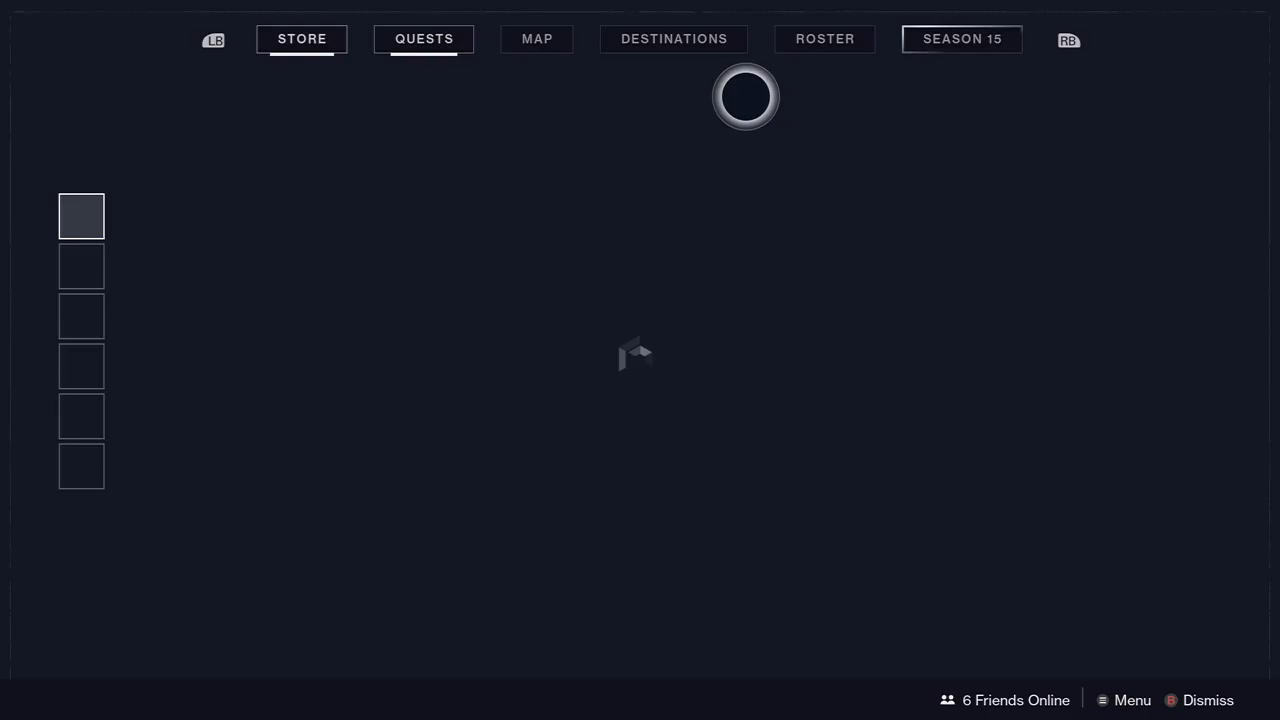 LB STORE QUESTS MAP DESTINATIONS ROSTER SEASON 15 RB
6 Friends Online Menu B Dismiss